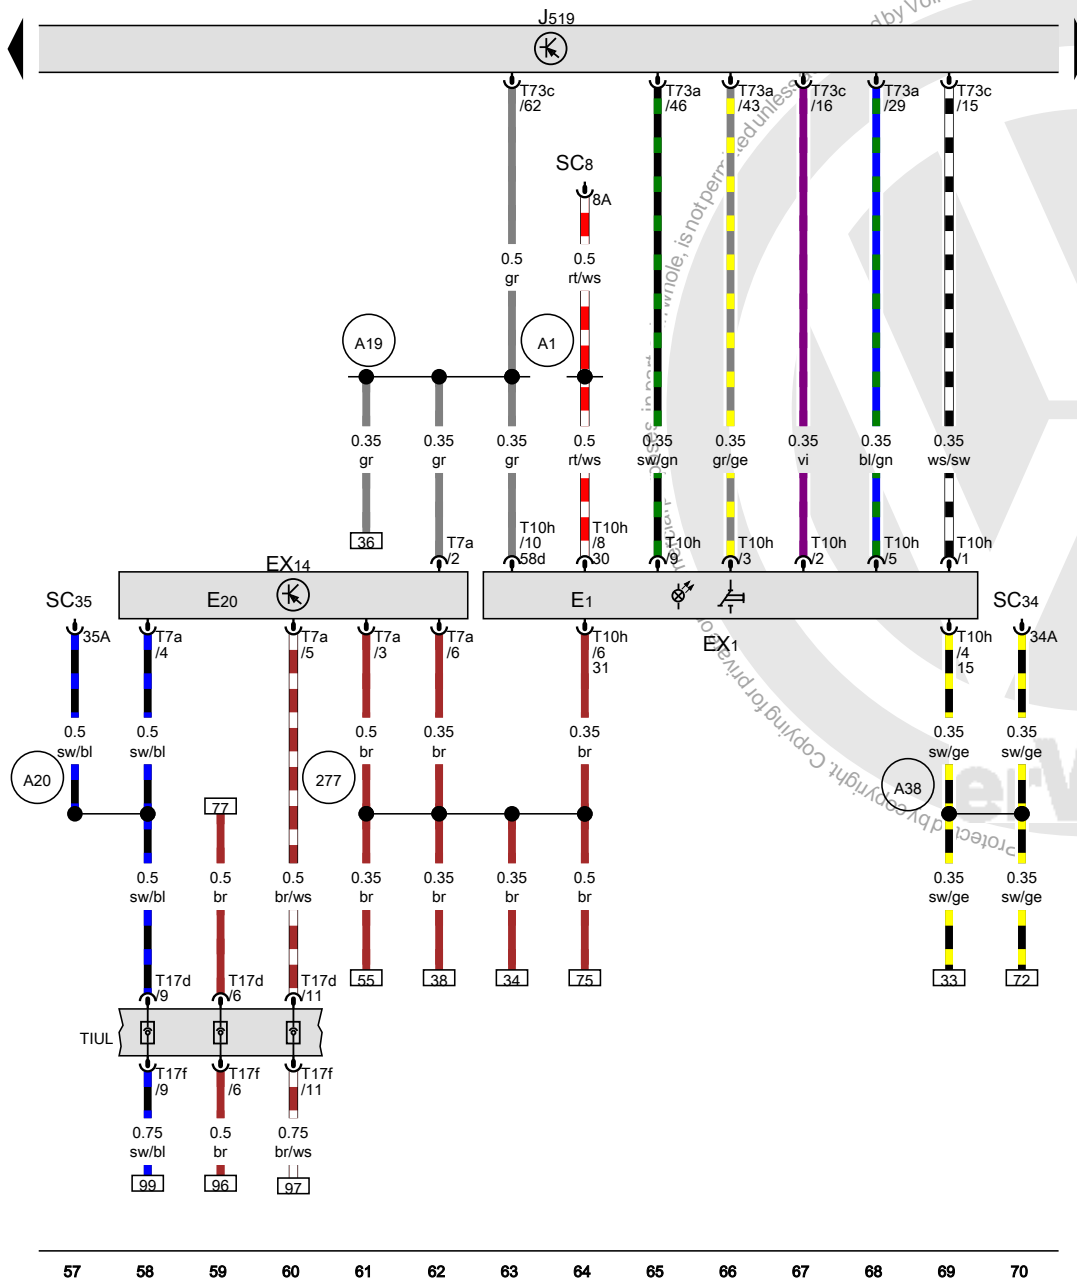 J519
T73c
/62
T73a
/46
T73a
/43
T73c
/16
T73a
/29
T73c
/15
SC8
8A
0.5
gr
0.5
rt/ws
A19
A1
0.35
gr
0.35
gr
0.35
gr
0.5
rt/ws
0.35
sw/gn
0.35
gr/ge
0.35
vi
0.35
bl/gn
0.35
ws/sw
36
T7a
/2
T10h
/10
58d
T10h
/8
30
T10h
/9
T10h
/3
T10h
/2
T10h
/5
T10h
/1
EX14
E20
E1
EX1
SC35
35A
T7a
/4
T7a
/5
T7a
/3
T7a
/6
T10h
/6
31
T10h
/4
15
SC34
34A
0.5
sw/bl
0.5
sw/bl
0.5
br
0.35
br
0.35
br
0.35
sw/ge
0.35
sw/ge
A20
277
A38
77
0.5
sw/bl
0.5
br
0.5
br/ws
0.35
br
0.35
br
0.35
br
0.5
br
0.35
sw/ge
0.35
sw/ge
55
38
34
75
33
72
T17d
/9
T17d
/6
T17d
/11
TIUL
T17f
/9
T17f
/6
T17f
/11
0.75
sw/bl
0.5
br
0.75
br/ws
99
96
97
57 58 59 60 61 62 63 64 65 66 67 68 69 70